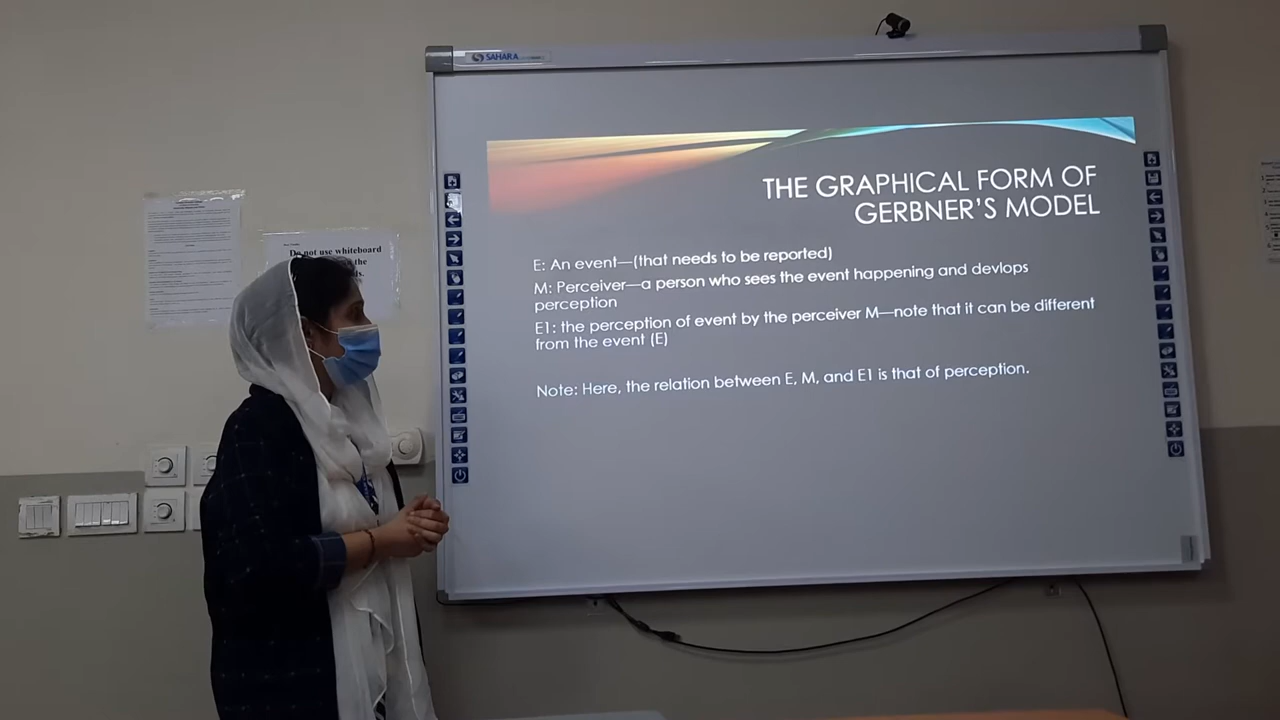 SAHARA
THE GRAPHICAL FORM OF
GERBNER'S MODEL
E: An event—(that needs to be reported)
M: Perceiver—a person who sees the event happening and devlops
perception
E1: the perception of event by the perceiver M—note that it can be different
from the event (E)
Note: Here, the relation between E, M, and E1 is that of perception.
Do not use whiteboard
the